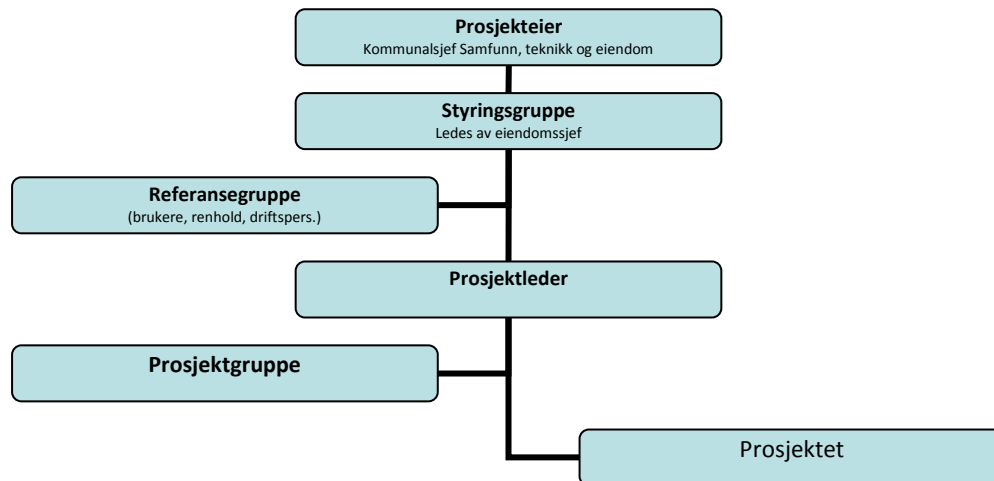 Prosjekteier
Kommunalsjef Samfunn, teknikk og eiendom
Styringsgruppe
Ledes av eiendomssjef
Referansegruppe
(brukere, renhold, driftspers.)
Prosjektleder
Prosjektgruppe
Prosjektet